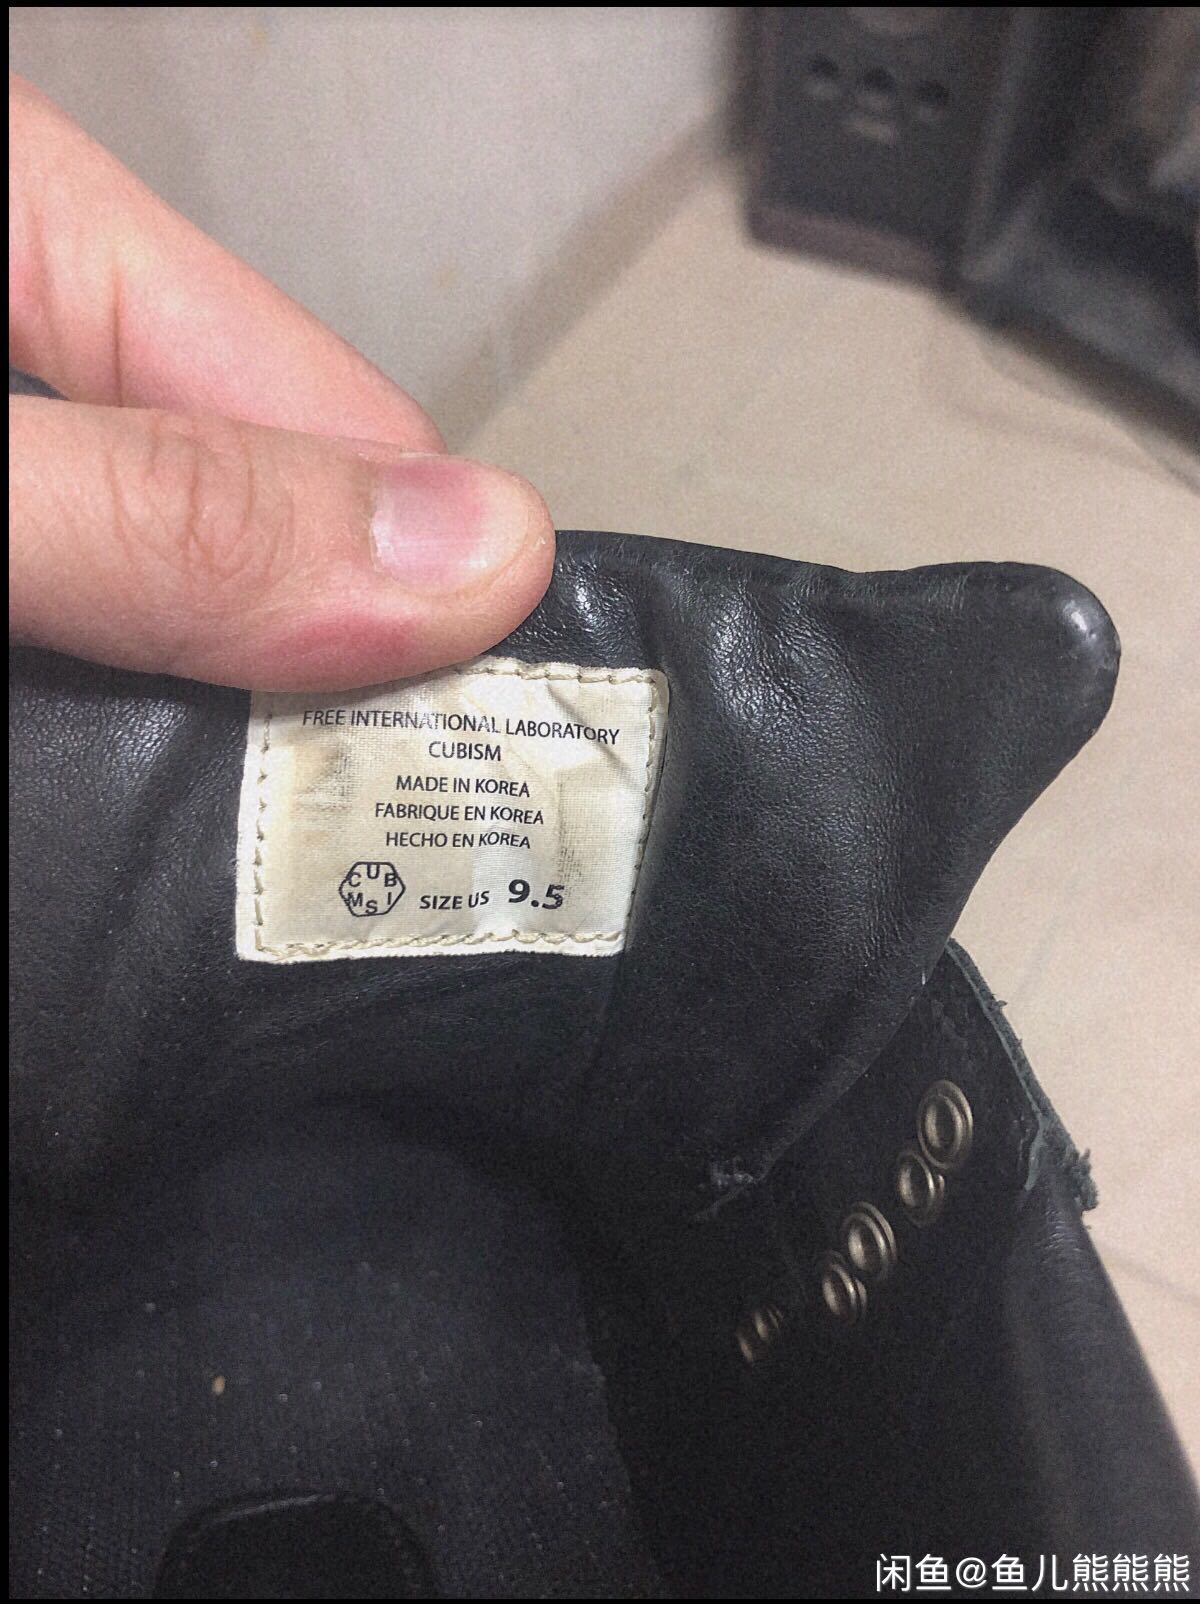 FREE INTERNATIONAL LABORATORY
CUBISM
MADE IN KOREA
FABRIQUE EN KOREA
HECHO EN KOREA
CUB
MSI
SIZE US 9.5
闲鱼@鱼儿熊熊熊